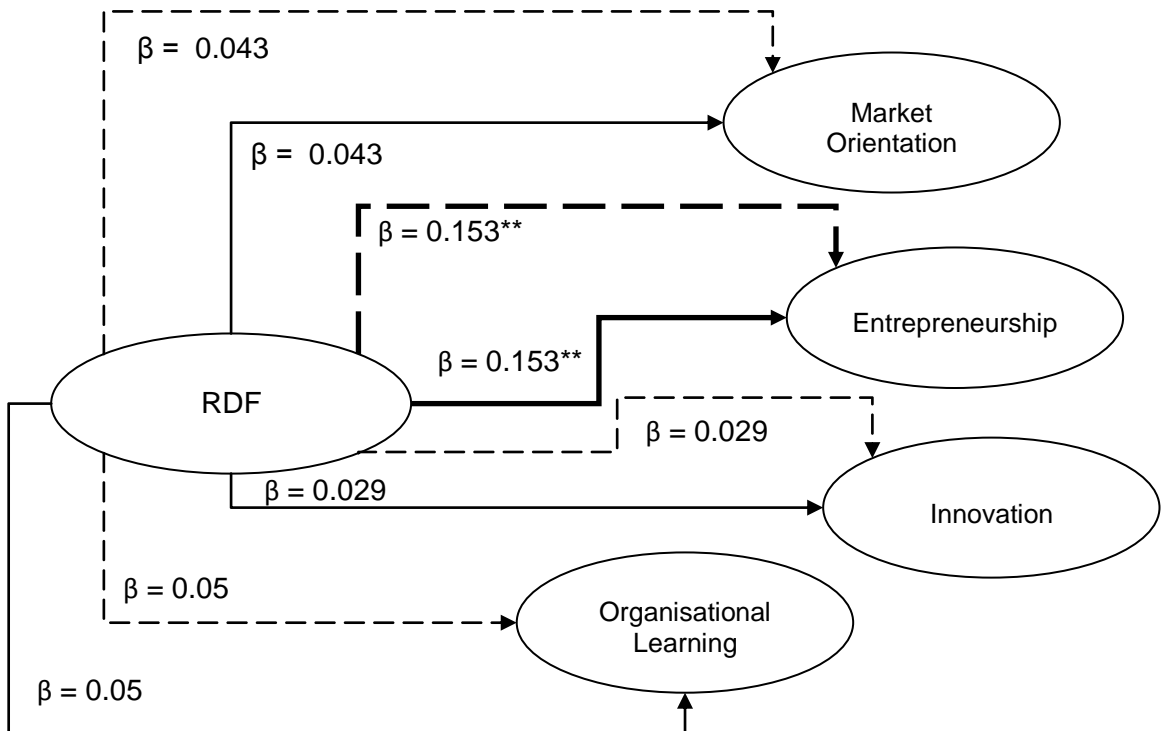 β = 0.043
Market
Orientation
β = 0.043
β = 0.153**
Entrepreneurship
β = 0.153**
RDF
β = 0.029
β = 0.029
Innovation
β = 0.05
Organisational
Learning
β = 0.05